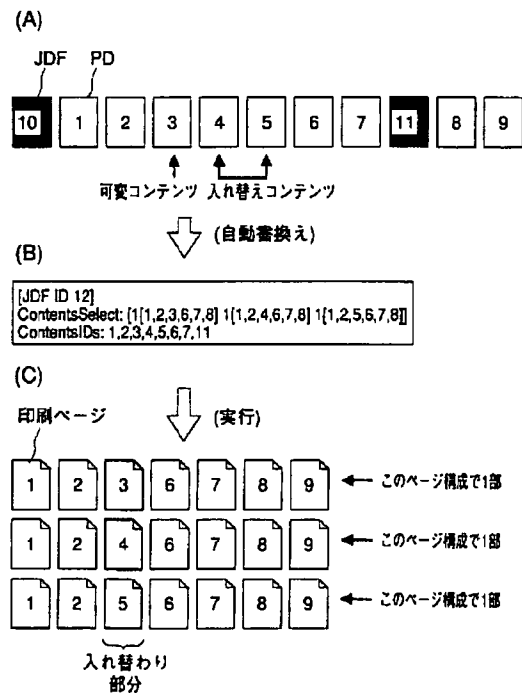 (A)
JDF PD
10 1 2 3 4 5 6 7 11 8 9
可変コンテンツ 入れ替えコンテンツ
(自動書換え)
(B)
[JDF ID 12]
ContentsSelect: {1[1,2,3,6,7,8] 1[1,2,4,6,7,8] 1[1,2,5,6,7,8]]
ContentsIDs: 1,2,3,4,5,6,7,11
(C)
(実行)
印刷ページ
1 2 3 6 7 8 9 このページ構成で1部
1 2 4 6 7 8 9 このページ構成で1部
1 2 5 6 7 8 9 このページ構成で1部
入れ替わり
部分